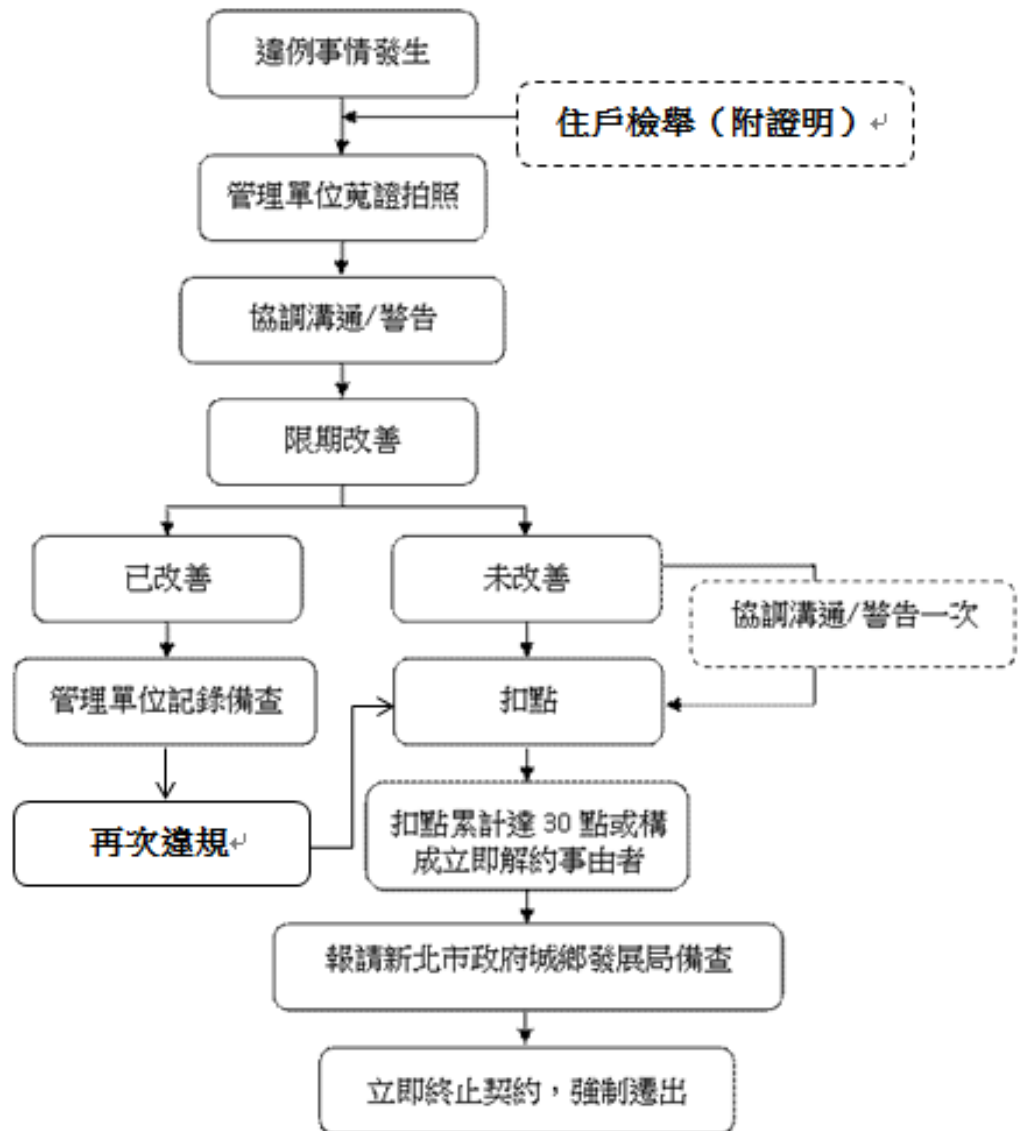 違例事情發生
住戶檢舉（附證明）↵
管理單位蒐證拍照
協調溝通/警告
限期改善
已改善
未改善
協調溝通/警告一次
管理單位記錄備查
扣點
再次違規↵
扣點累計達 30 點或構
成立即解約事由者
報請新北市政府城鄉發展局備查
立即終止契約，強制遷出